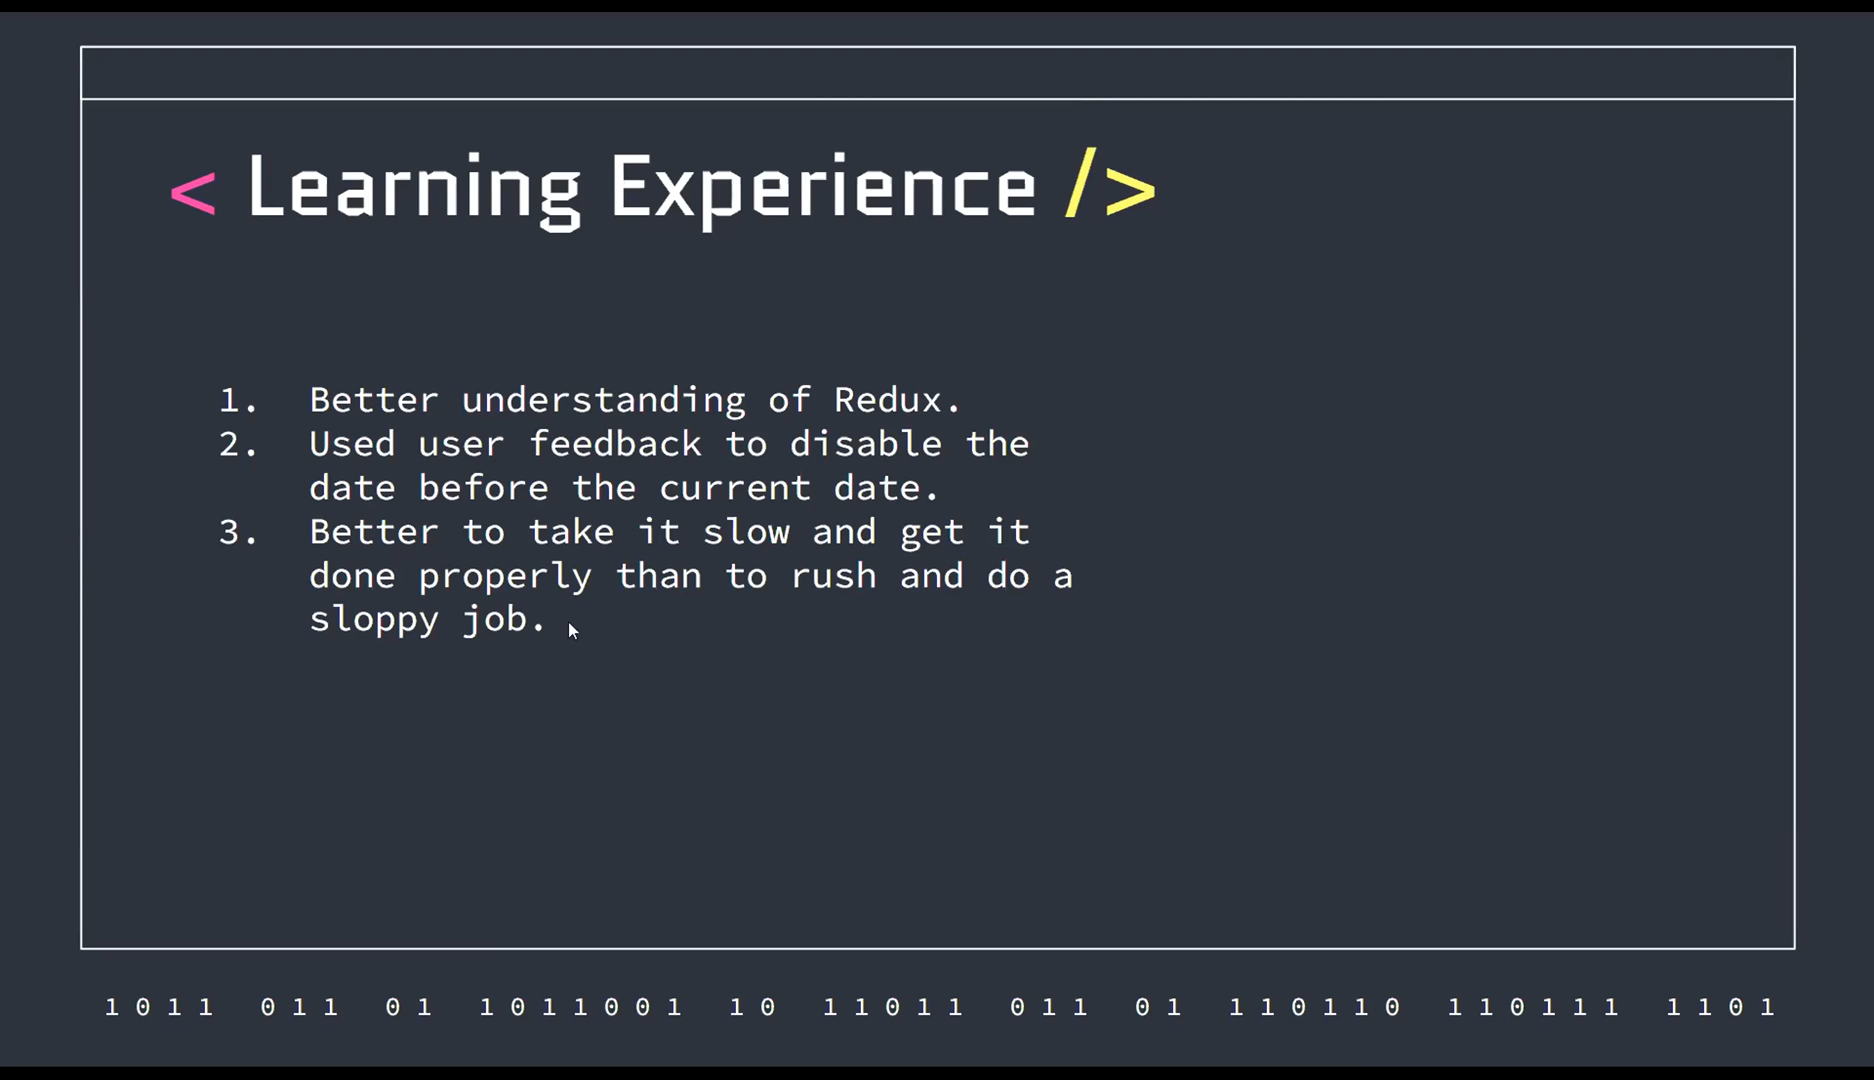 < Learning Experience />
1. Better understanding of Redux.
2. Used user feedback to disable the
date before the current date.
3. Better to take it slow and get it
done properly than to rush and do a
sloppy job.
1011 011 01 1011001 10 11011 011 01 110110 110111 1101